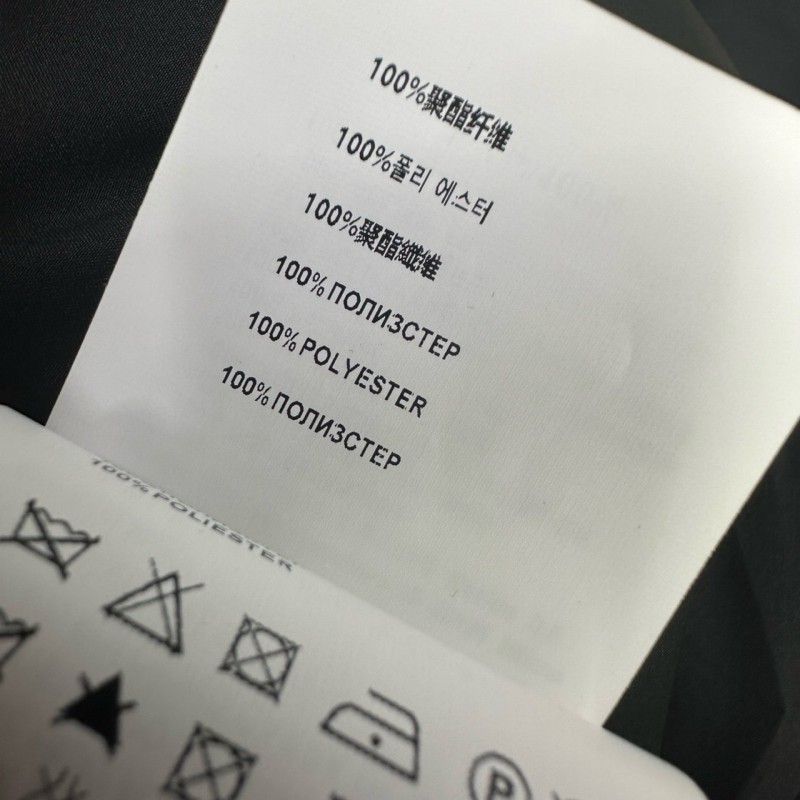 100%聚酯纤维
100%폴리 에스터
100%聚酯纖維
100%ПОЛИЗСТЕР
100%POLYESTER
100%ПОЛИЗСТЕР
100%POLIESTER
P